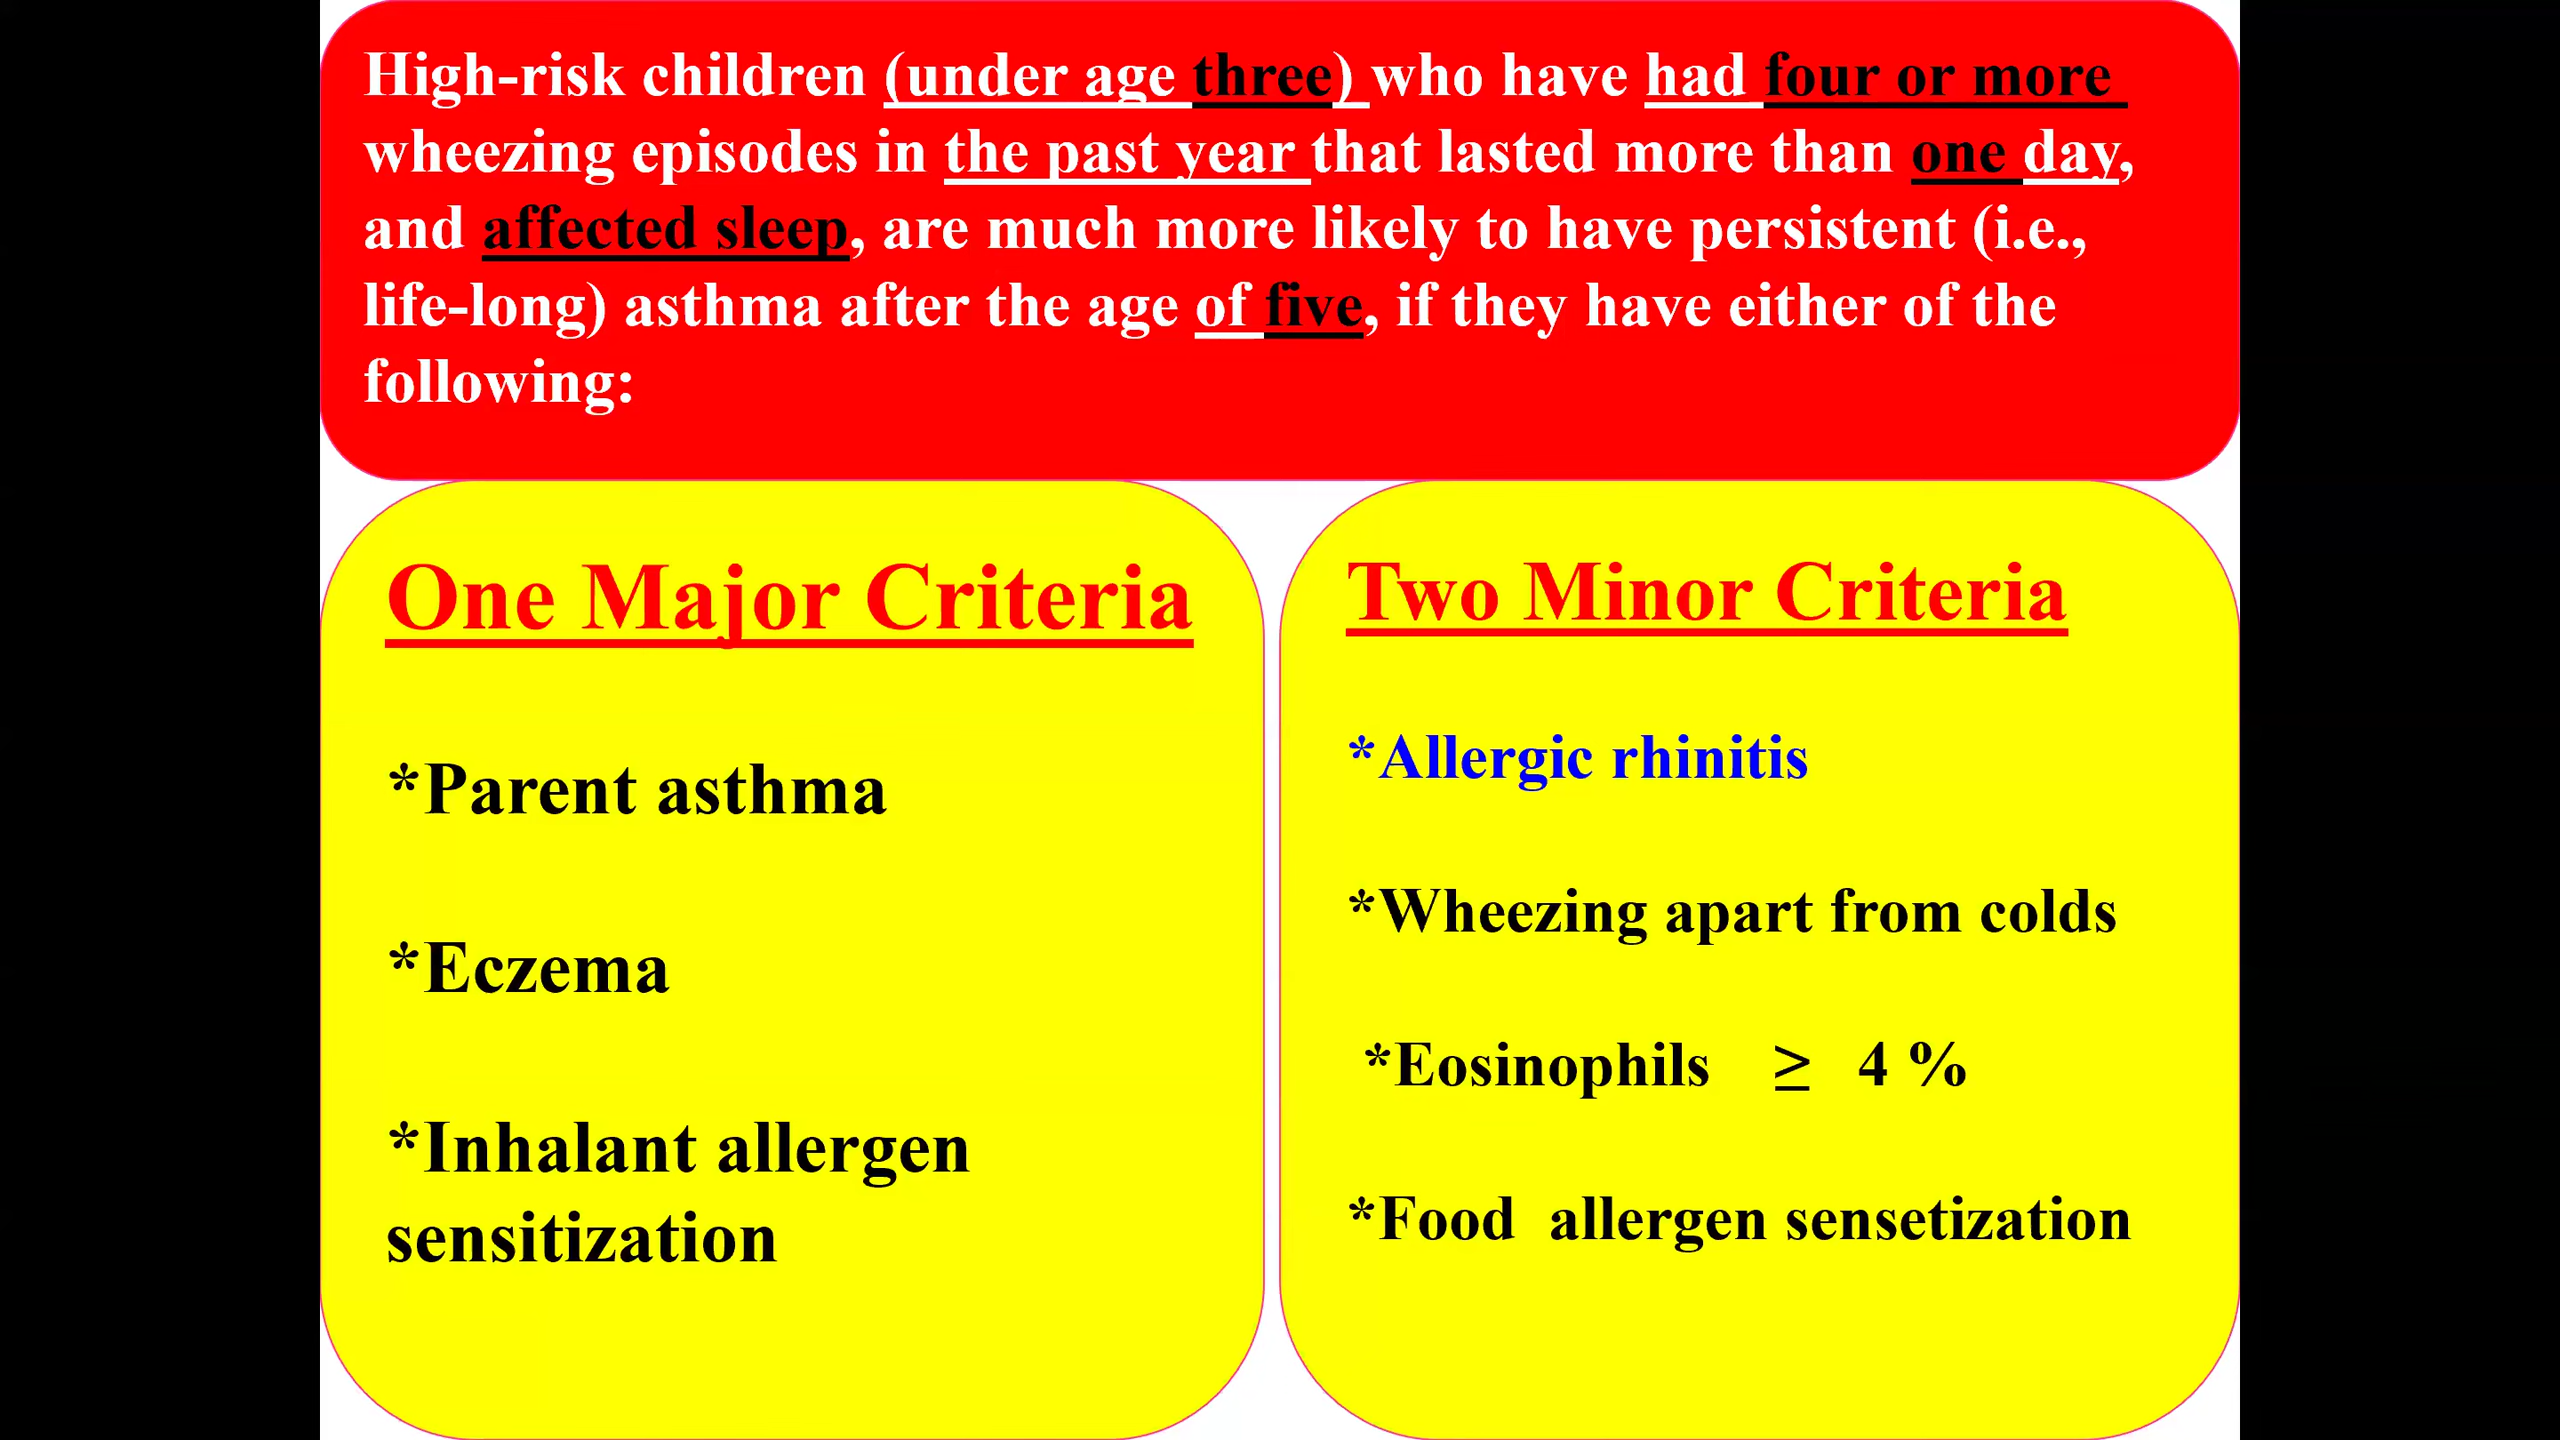 High-risk children (under age three) who have had four or more
wheezing episodes in the past year that lasted more than one day,
and affected sleep, are much more likely to have persistent (i.e.,
life-long) asthma after the age of five, if they have either of the
following:
One Major Criteria
*Parent asthma
*Eczema
*Inhalant allergen
sensitization
Two Minor Criteria
*Allergic rhinitis
*Wheezing apart from colds
*Eosinophils ≥ 4 %
*Food allergen sensetization